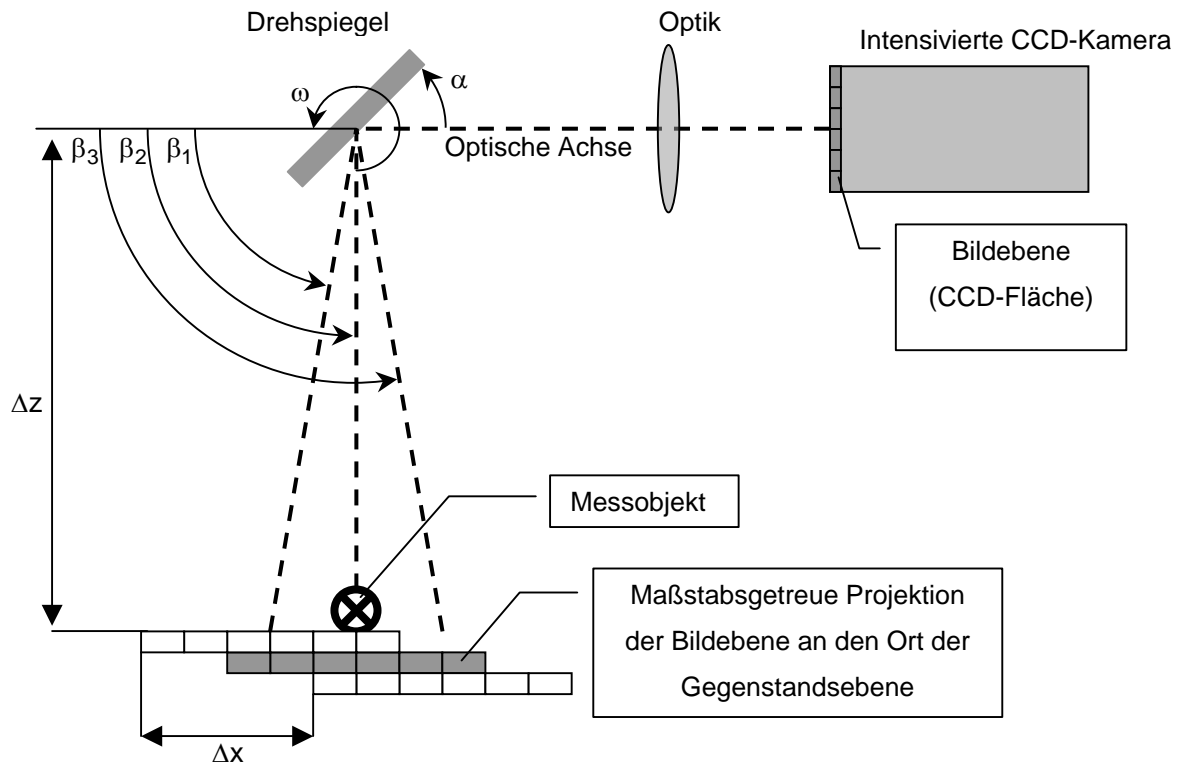 Drehspiegel
Optik
Intensivierte CCD-Kamera
ω
α
Optische Achse
β3
β2
β1
Bildebene
(CCD-Fläche)
Δz
Messobjekt
Maßstabsgetreue Projektion
der Bildebene an den Ort der
Gegenstandsebene
Δx